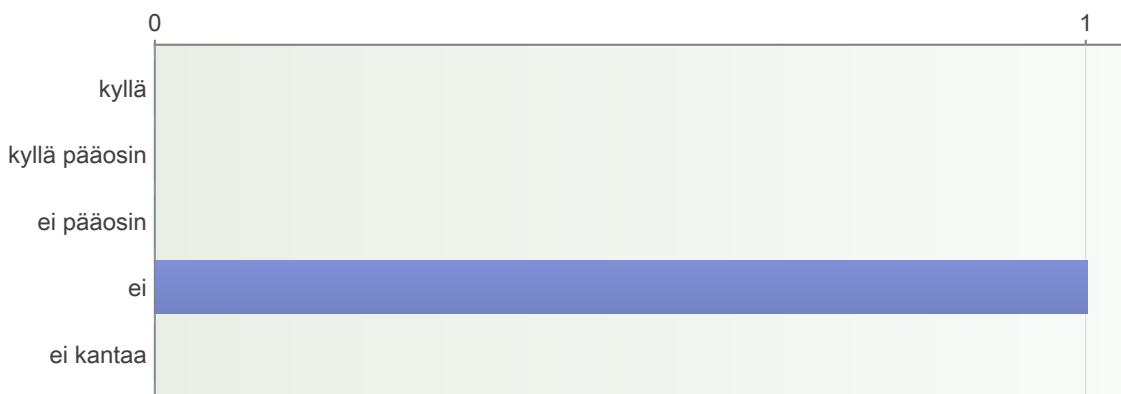 0 1
kyllä
kyllä pääosin
ei pääosin
ei
ei kantaa